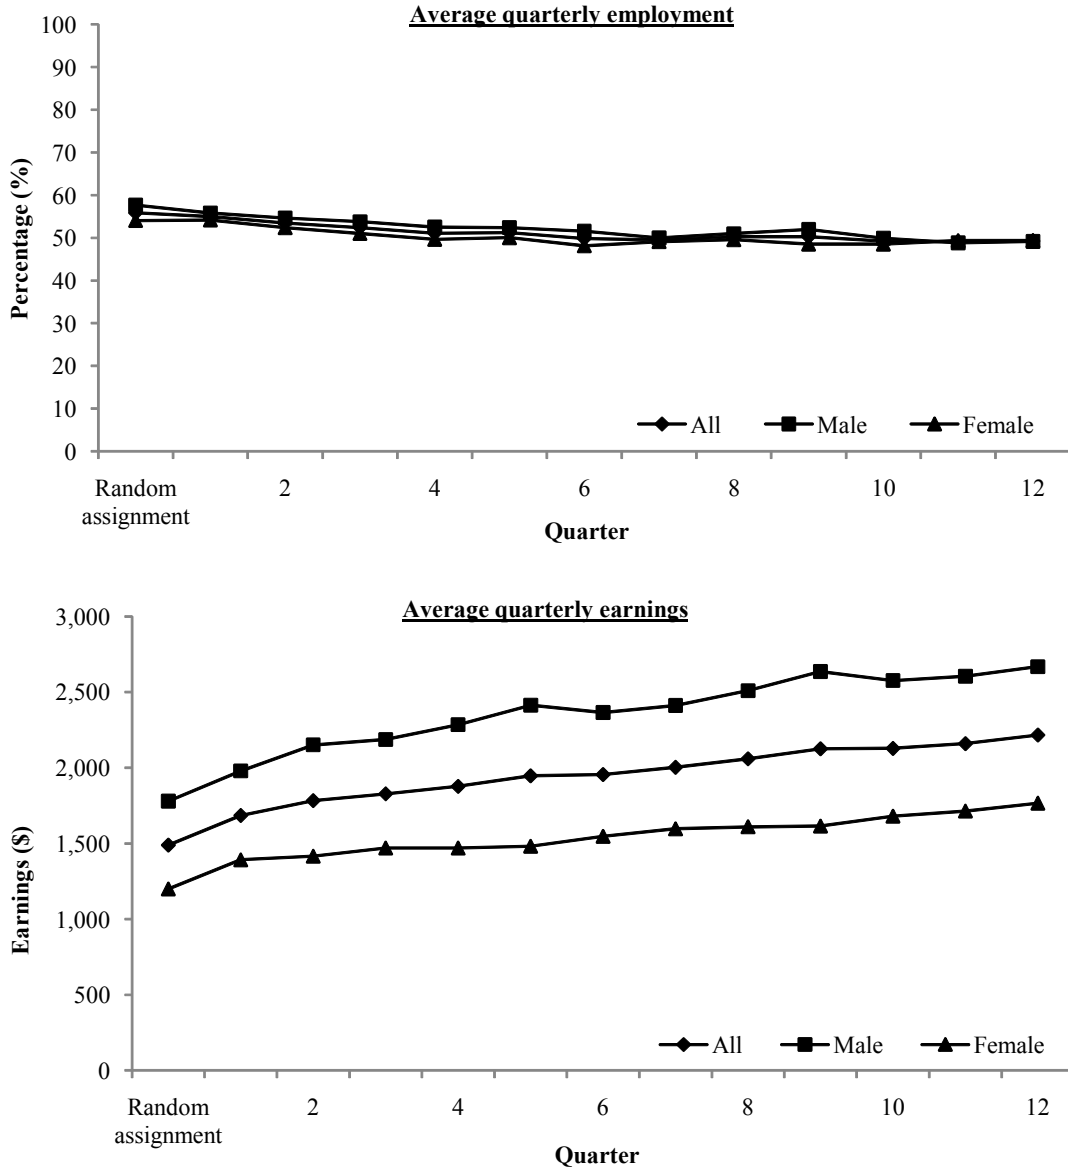 Average quarterly employment
100
90
80
70
60
50
40
30
20
10
0
Percentage (%)
All Male Female
Random assignment 2 4 6 8 10 12
Quarter
Average quarterly earnings
3,000
2,500
2,000
1,500
1,000
500
0
Earnings ($)
All Male Female
Random assignment 2 4 6 8 10 12
Quarter